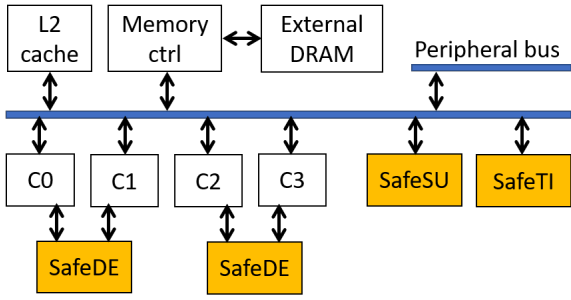 L2
cache
Memory
ctrl
External
DRAM
Peripheral bus
C0
C1
C2
C3
SafeSU
SafeTI
SafeDE
SafeDE